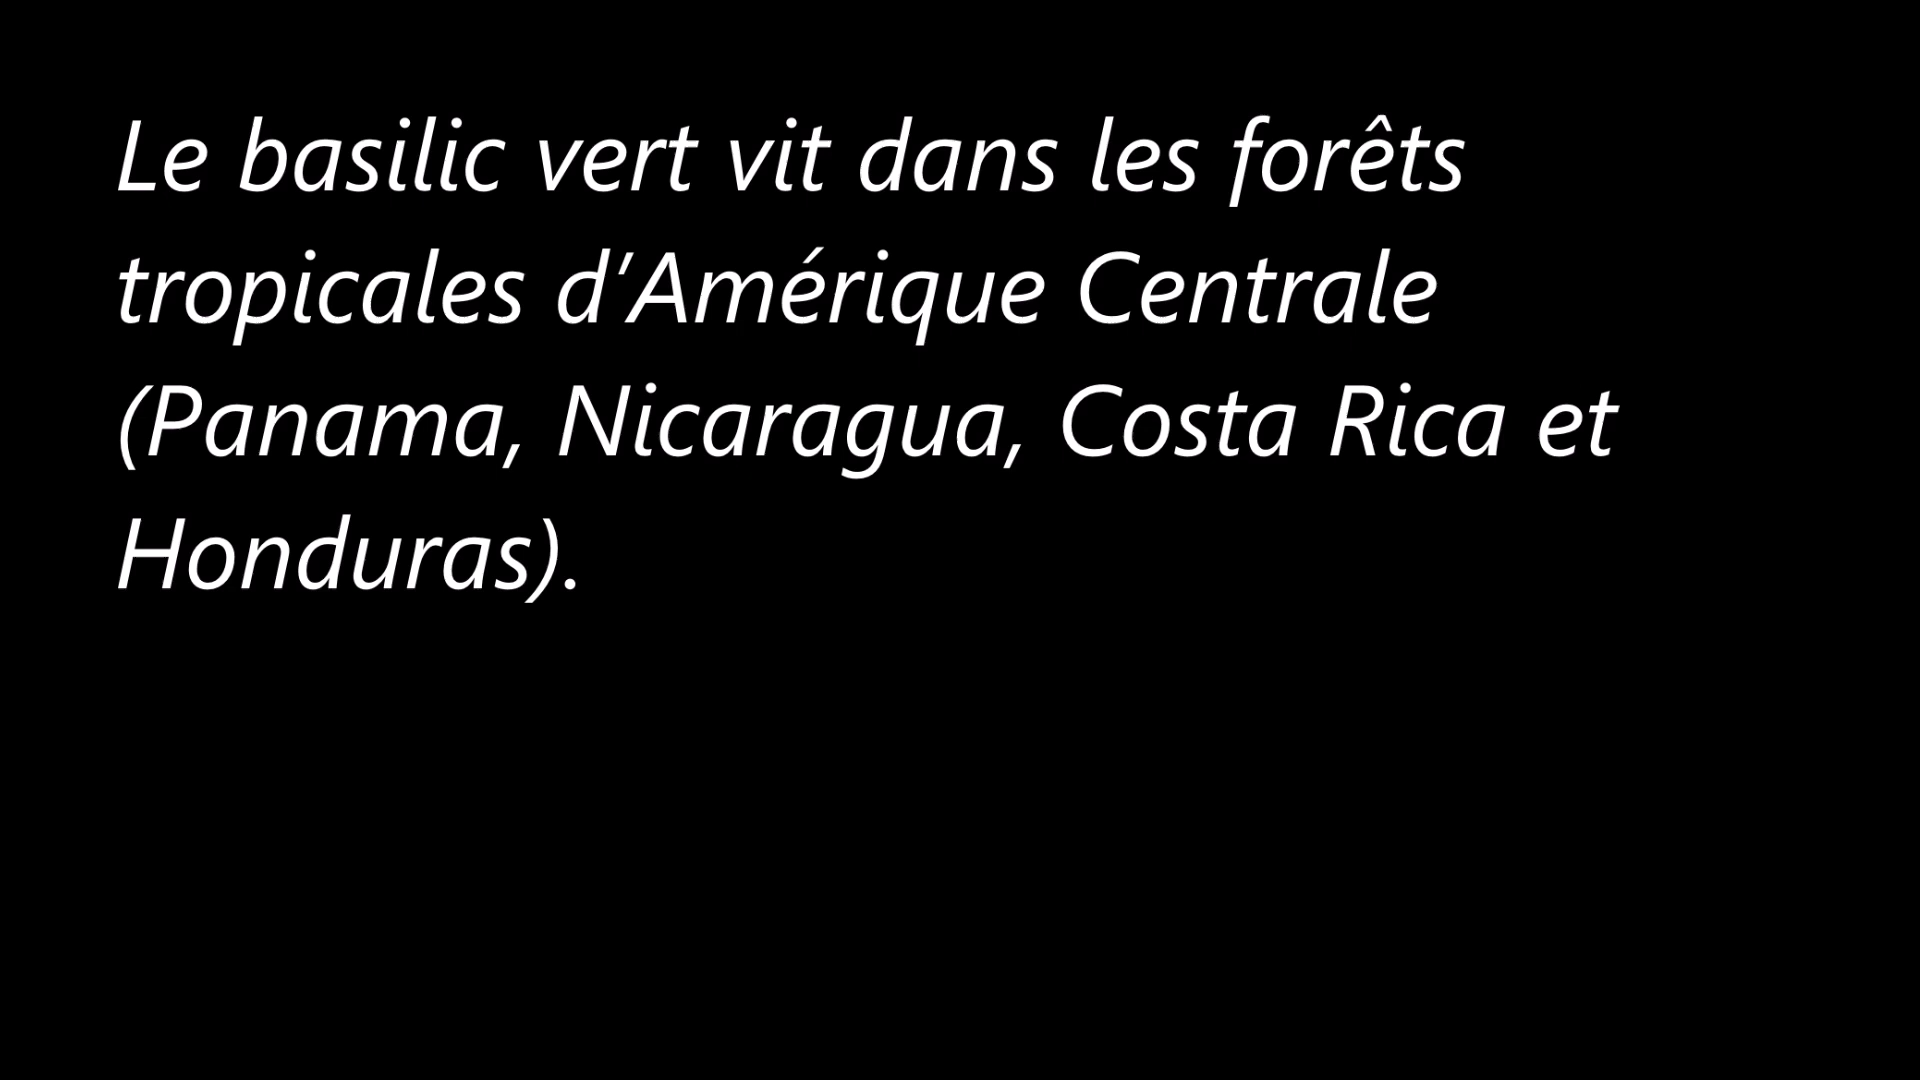 Le basilic vert vit dans les forêts
tropicales d’Amérique Centrale
(Panama, Nicaragua, Costa Rica et
Honduras).